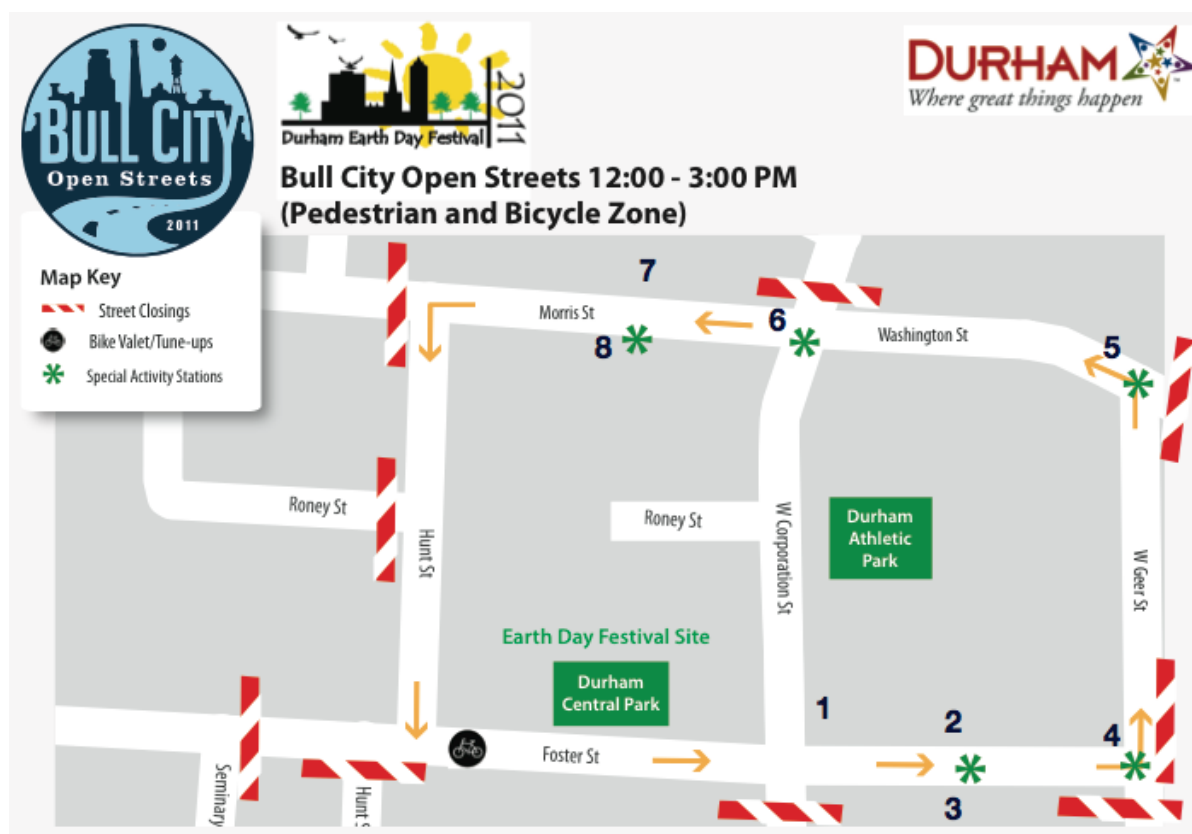 BULL CITY
Open Streets
2011
Durham Earth Day Festival
2011
DURHAM
Where great things happen
Bull City Open Streets 12:00 - 3:00 PM
(Pedestrian and Bicycle Zone)
Map Key
Street Closings
Bike Valet/Tune-ups
Special Activity Stations
7
Morris St
6
8
Washington St
5
Roney St
Roney St
Hunt St
W Corporation St
Durham
Athletic
Park
W Geer St
Earth Day Festival Site
Durham
Central Park
1
2
4
Foster St
3
Seminary
Hunt S